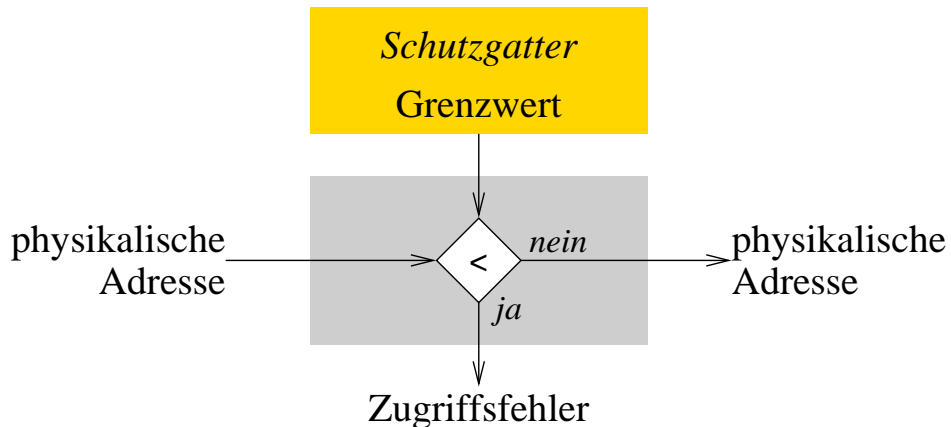 Schutzgatter
Grenzwert
physikalische
Adresse
<
nein
ja
physikalische
Adresse
Zugriffsfehler